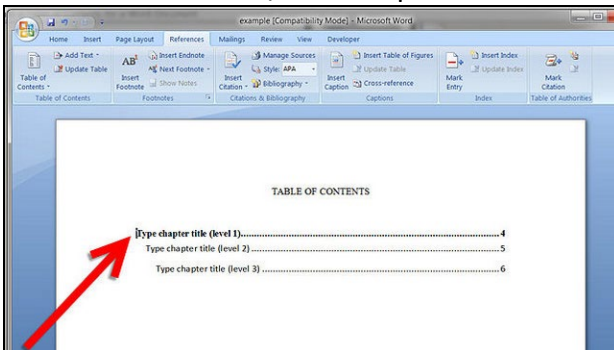 example [Compatibility Mode] - Microsoft Word
Home Insert Page Layout References Mailings Review View Developer
Add Text Insert Endnote Manage Sources Insert Table of Figures Insert Index
Update Table AB Next Footnote Style: APA Update Table Update Index
Table of Contents Insert Footnote Show Notes Insert Citation Bibliography Insert Caption Cross-reference Mark Entry Mark Citation
Table of Contents Footnotes Citations & Bibliography Captions Index Table of Authorities
TABLE OF CONTENTS
Type chapter title (level 1)........................................4
Type chapter title (level 2)........................................5
Type chapter title (level 3)........................................6